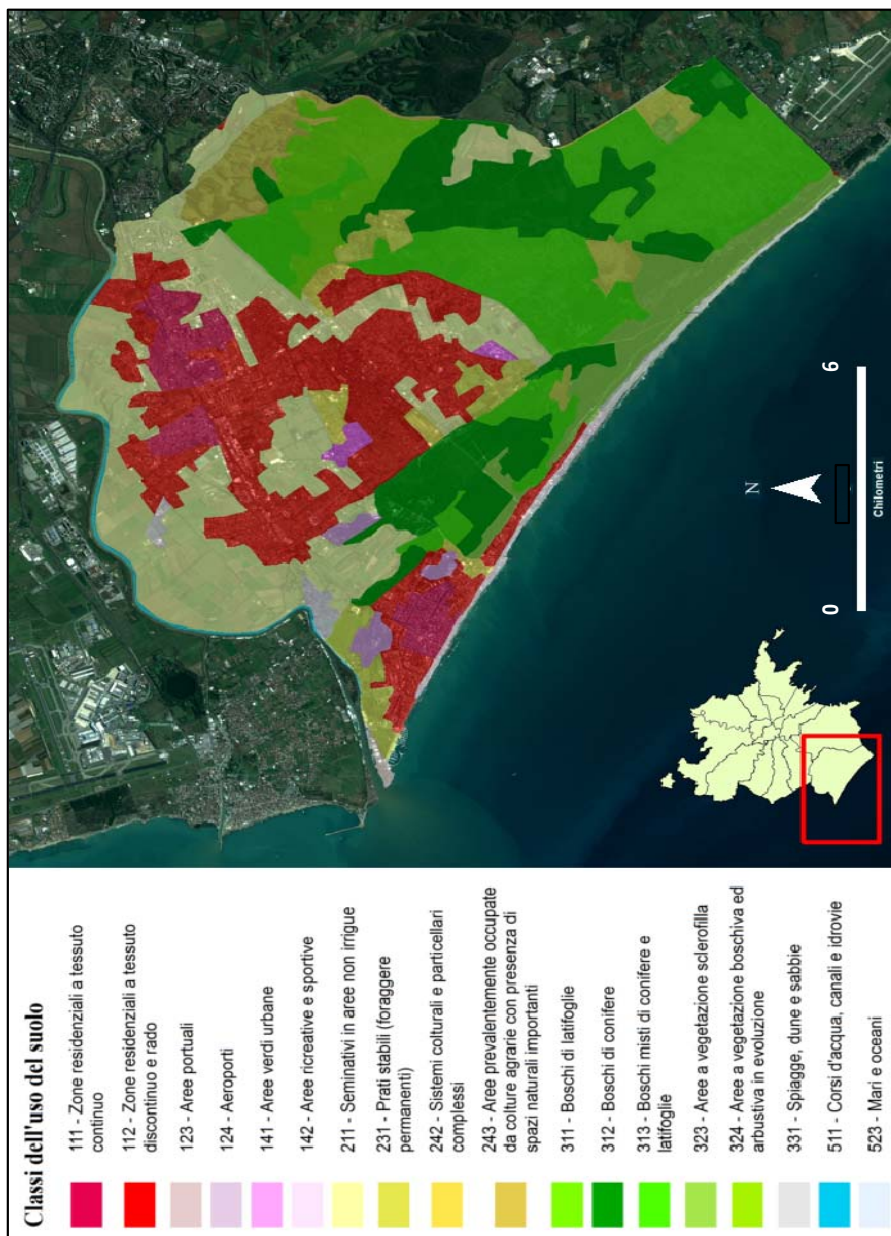 Classi dell'uso del suolo
111 - Zone residenziali a tessuto
continuo
112 - Zone residenziali a tessuto
discontinuo e rado
123 - Aree portuali
124 - Aeroporti
141 - Aree verdi urbane
142 - Aree ricreative e sportive
211 - Seminativi in aree non irrigue
231 - Prati stabili (foraggere
permanenti)
242 - Sistemi colturali e particellari
complessi
243 - Aree prevalentemente occupate
da colture agrarie con presenza di
spazi naturali importanti
311 - Boschi di latifoglie
312 - Boschi di conifere
313 - Boschi misti di conifere e
latifoglie
323 - Aree a vegetazione sclerofilla
324 - Aree a vegetazione boschiva ed
arbustiva in evoluzione
331 - Spiagge, dune e sabbie
511 - Corsi d'acqua, canali e idrovie
523 - Mari e oceani
N
0
6
Chilometri